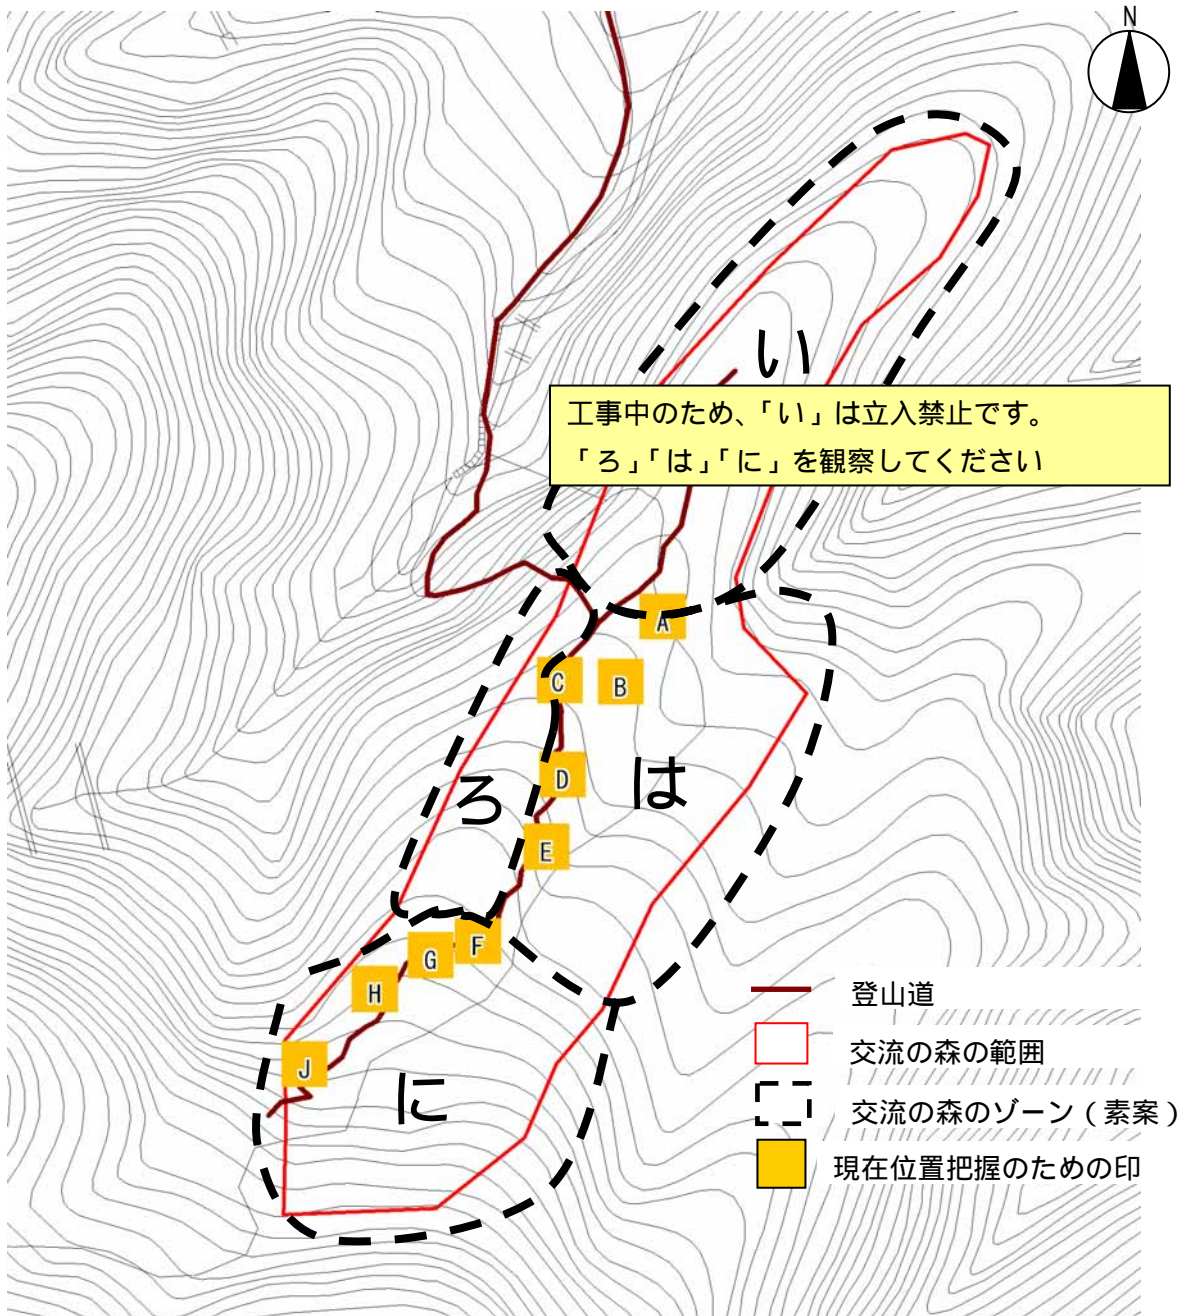 N
い
工事中のため、「い」は立入禁止です。
「ろ」「は」「に」を観察してください
A
C
B
D
は
ろ
E
F
G
H
J
に
登山道
交流の森の範囲
交流の森のゾーン（素案）
現在位置把握のための印